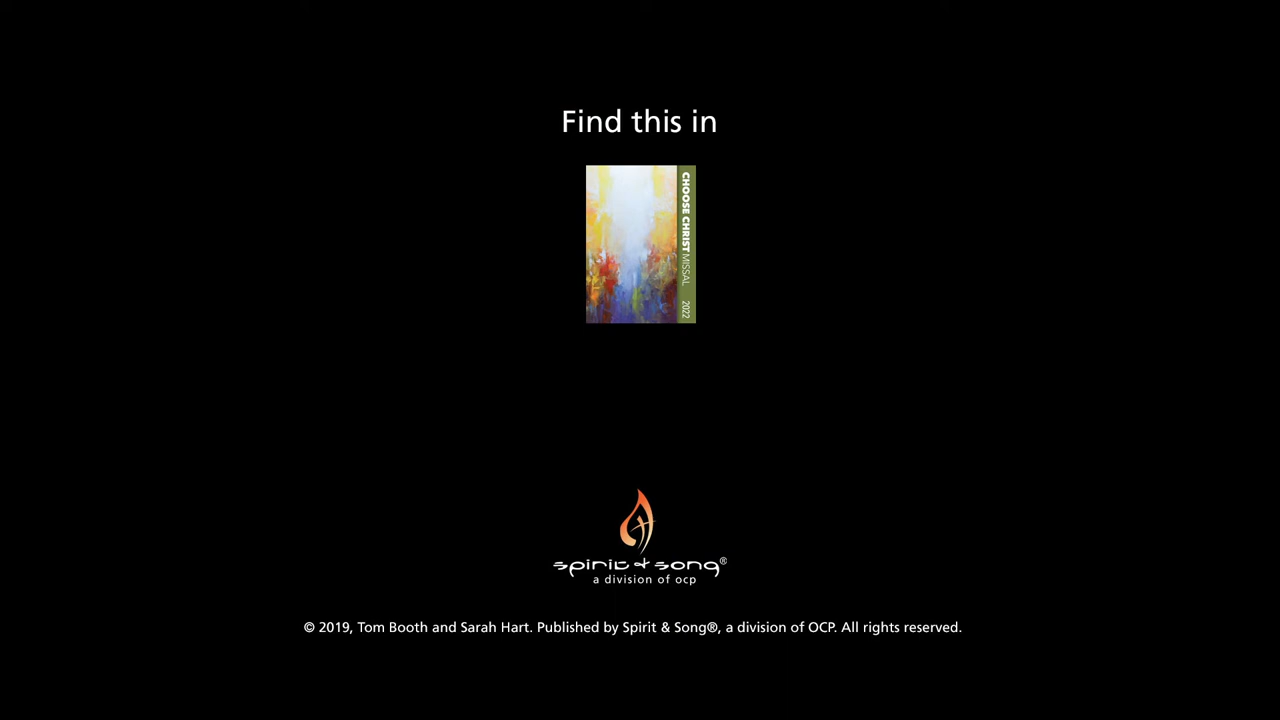 Find this in
CHOOSE CHRIST MISSAL 2022
spirit & song®
a division of ocp
© 2019, Tom Booth and Sarah Hart. Published by Spirit & Song®, a division of OCP. All rights reserved.